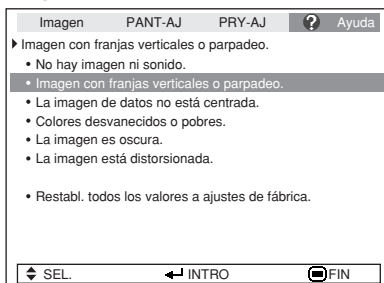 Imagen PANT-AJ PRY-AJ ? Ayuda
Imagen con franjas verticales o parpadeo.
• No hay imagen ni sonido.
• Imagen con franjas verticales o parpadeo.
• La imagen de datos no está centrada.
• Colores desvanecidos o pobres.
• La imagen es oscura.
• La imagen está distorsionada.
• Restabl. todos los valores a ajustes de fábrica.
SEL. INTRO FIN